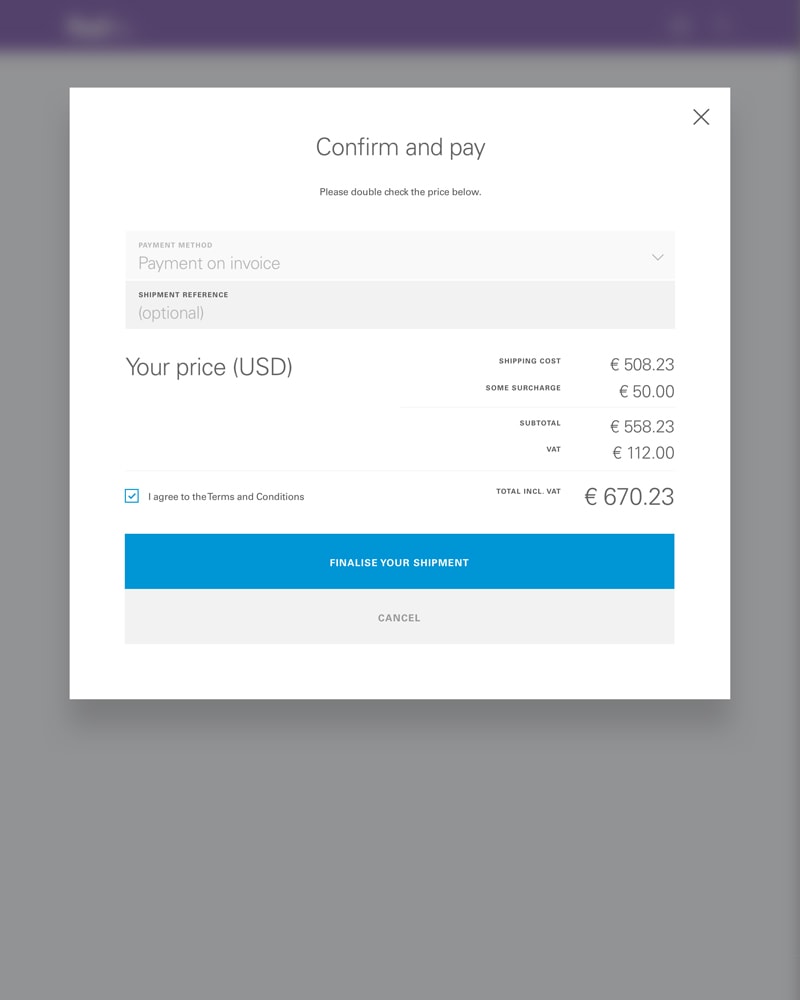 Confirm and pay
Please double check the price below.
PAYMENT METHOD
Payment on invoice
SHIPMENT REFERENCE
(optional)
Your price (USD)
SHIPPING COST € 508.23
SOME SURCHARGE € 50.00
SUBTOTAL € 558.23
VAT € 112.00
I agree to the Terms and Conditions
TOTAL INCL. VAT € 670.23
FINALISE YOUR SHIPMENT
CANCEL